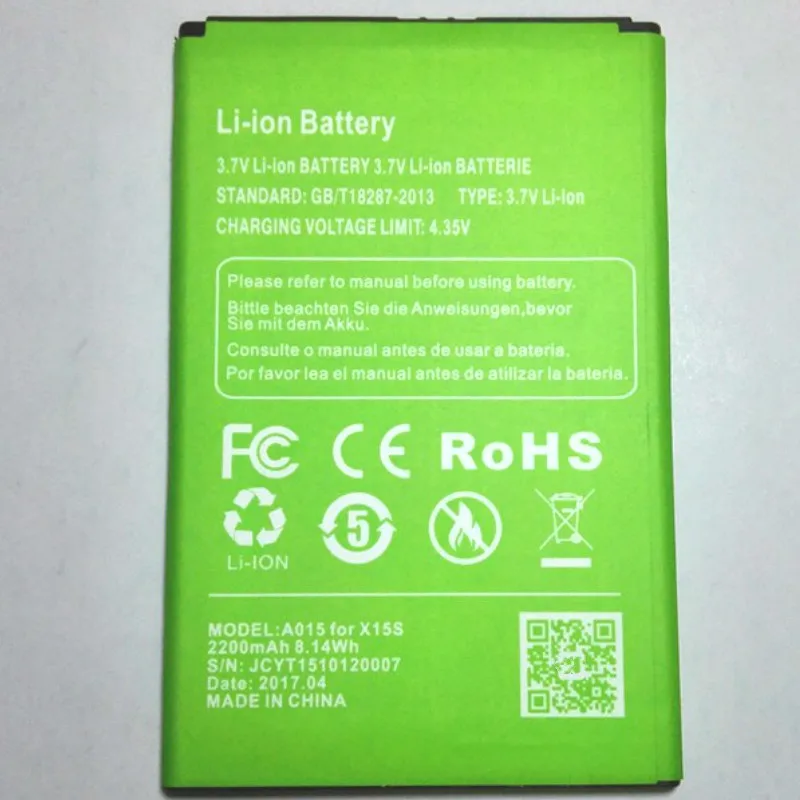 Li-ion Battery
3.7V Li-ion BATTERY 3.7V Li-ion BATTERIE
STANDARD: GB/T18287-2013 TYPE: 3.7V Li-ion
CHARGING VOLTAGE LIMIT: 4.35V
Please refer to manual before using battery.
Bittle beachten Sie die Anweisungen,bevor
Sie mit dem Akku.
Consulte o manual antes de usar a bateria.
Por favor lea el manual antes de atilizar la bateria.
FC CE RoHS
5
Li-ION
MODEL:A015 for X15S
2200mAh 8.14Wh
S/N: JCYT1510120007
Date: 2017.04
MADE IN CHINA